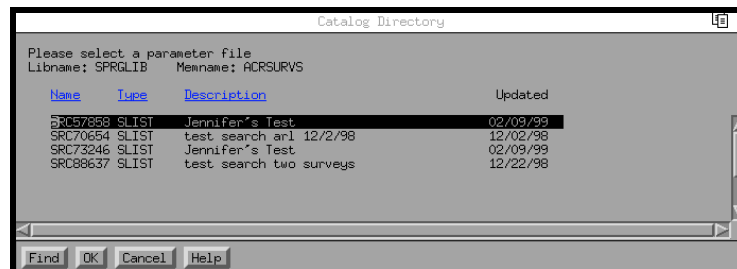 Catalog Directory
Please select a parameter file
Libname: SPRGLIB Memname: ACRSURVS
Name Type Description Updated
SRC57858 SLIST Jennifer's Test 02/09/99
SRC70654 SLIST test search arl 12/2/98 12/02/98
SRC73246 SLIST Jennifer's Test 02/09/99
SRC88637 SLIST test search two surveys 12/22/98
Find OK Cancel Help